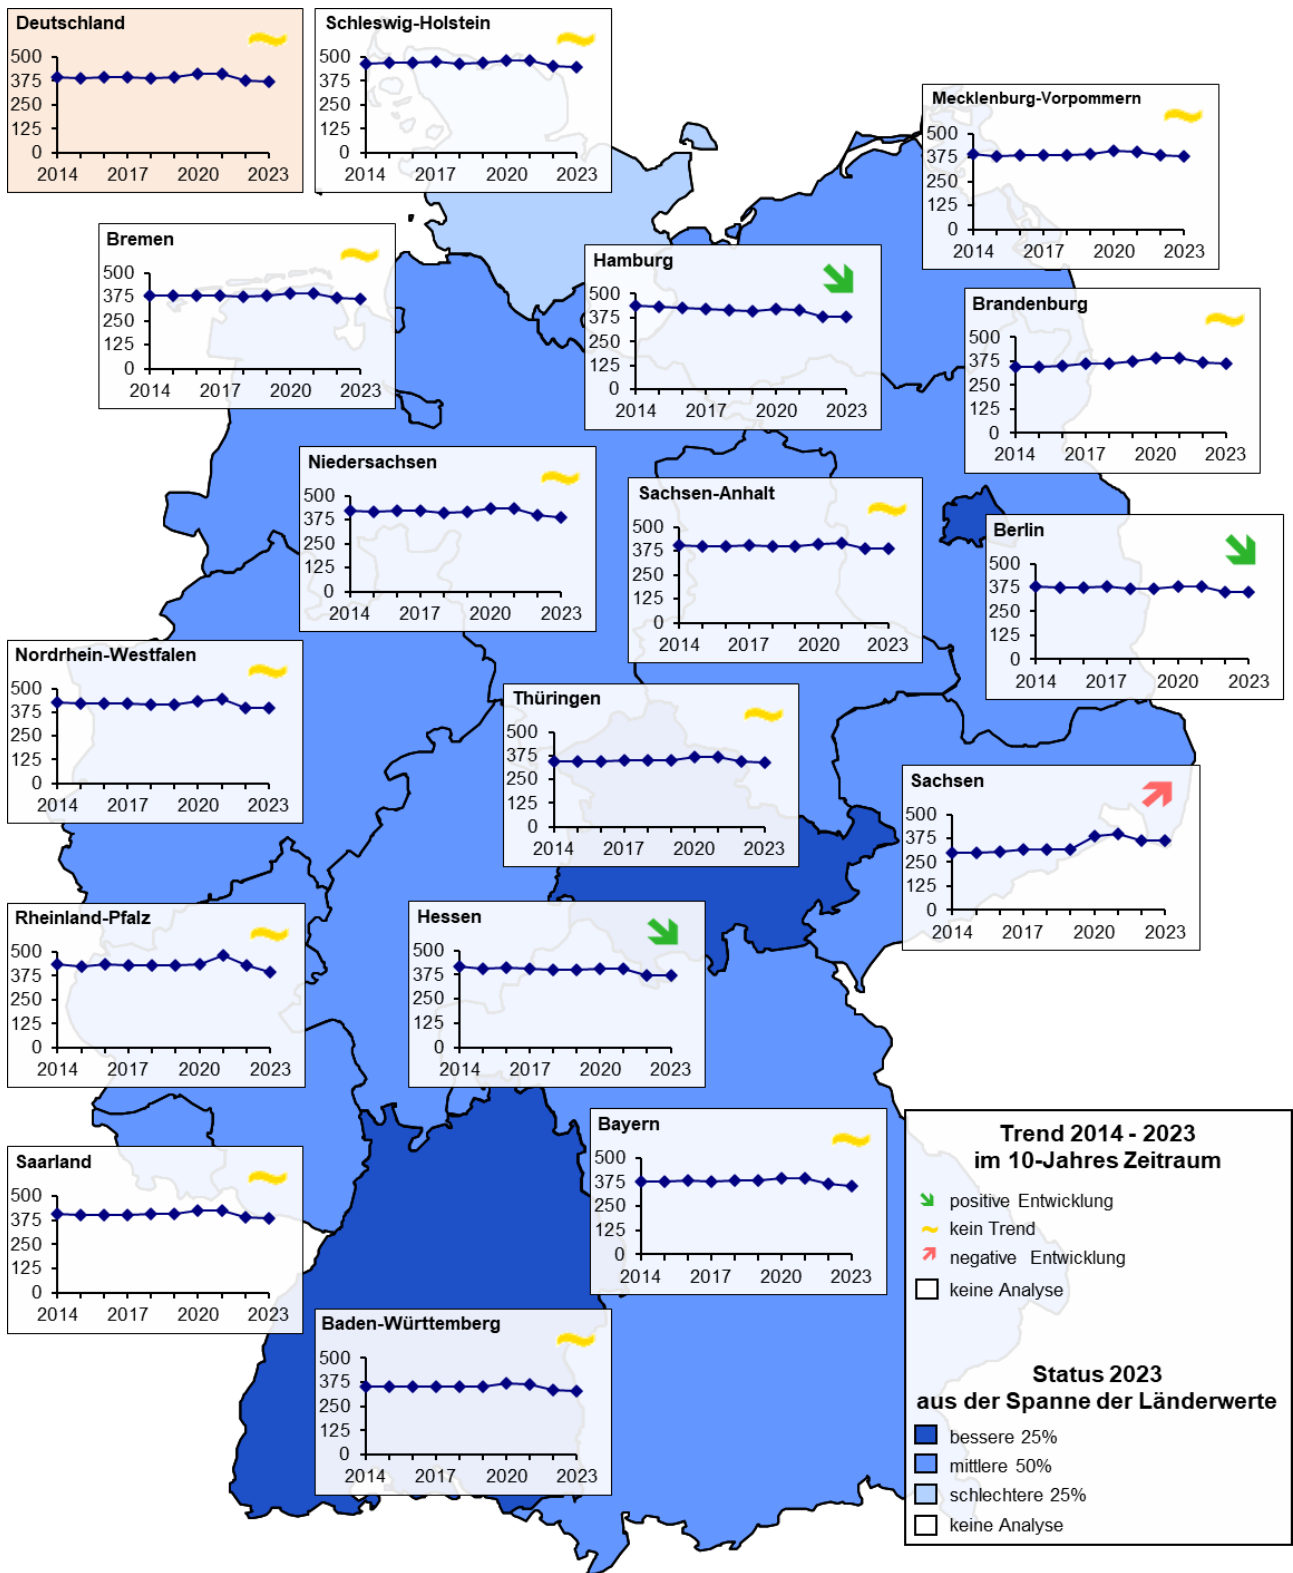 Deutschland
500
375
250
125
0
2014 2017 2020 2023
Schleswig-Holstein
500
375
250
125
0
2014 2017 2020 2023
Mecklenburg-Vorpommern
500
375
250
125
0
2014 2017 2020 2023
Bremen
500
375
250
125
0
2014 2017 2020 2023
Hamburg
500
375
250
125
0
2014 2017 2020 2023
Brandenburg
500
375
250
125
0
2014 2017 2020 2023
Niedersachsen
500
375
250
125
0
2014 2017 2020 2023
Sachsen-Anhalt
500
375
250
125
0
2014 2017 2020 2023
Berlin
500
375
250
125
0
2014 2017 2020 2023
Nordrhein-Westfalen
500
375
250
125
0
2014 2017 2020 2023
Thüringen
500
375
250
125
0
2014 2017 2020 2023
Sachsen
500
375
250
125
0
2014 2017 2020 2023
Rheinland-Pfalz
500
375
250
125
0
2014 2017 2020 2023
Hessen
500
375
250
125
0
2014 2017 2020 2023
Bayern
500
375
250
125
0
2014 2017 2020 2023
Saarland
500
375
250
125
0
2014 2017 2020 2023
Baden-Württemberg
500
375
250
125
0
2014 2017 2020 2023
Trend 2014 - 2023
im 10-Jahres Zeitraum
positive Entwicklung
kein Trend
negative Entwicklung
keine Analyse
Status 2023
aus der Spanne der Länderwerte
bessere 25%
mittlere 50%
schlechtere 25%
keine Analyse